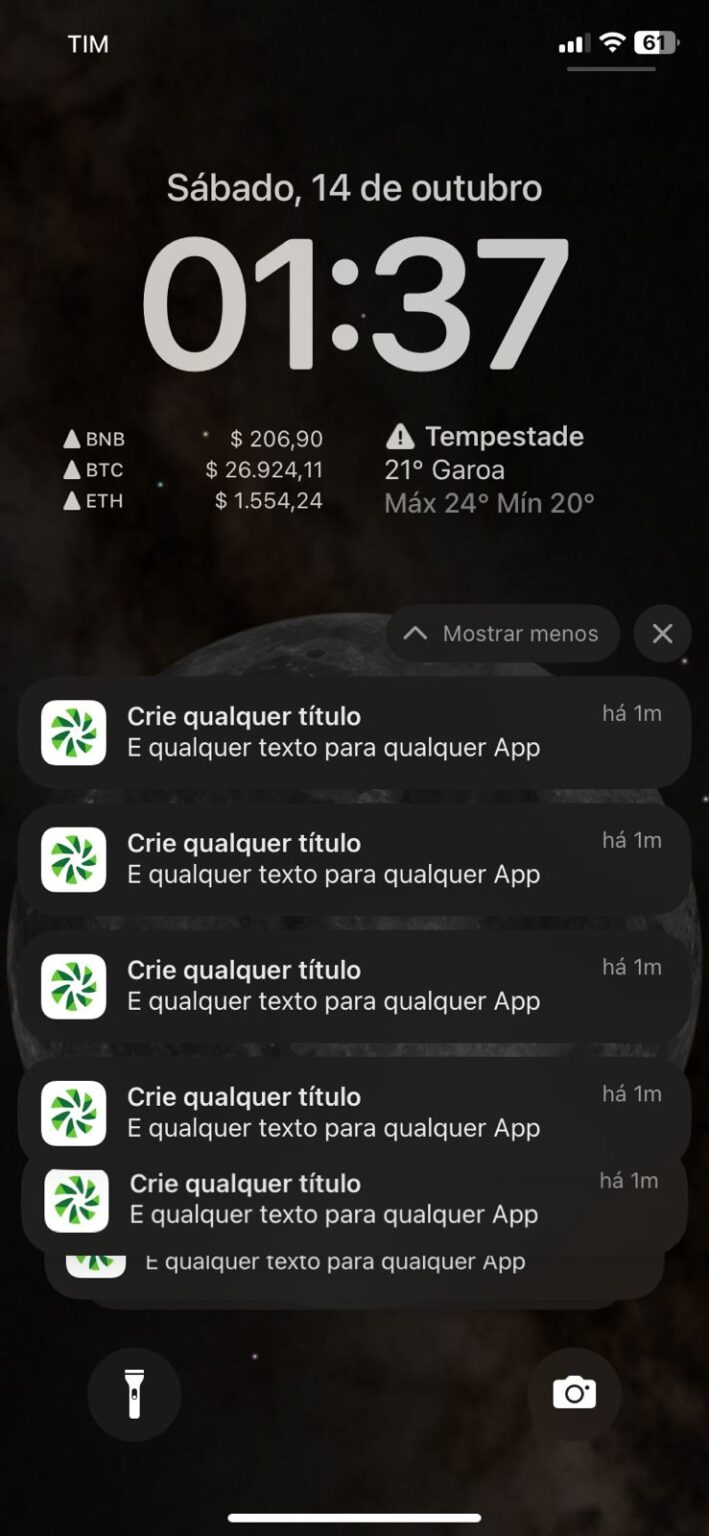 TIM
61
Sábado, 14 de outubro
01:37
BNB $ 206,90
BTC $ 26.924,11
ETH $ 1.554,24
Tempestade
21° Garoa
Máx 24° Mín 20°
Mostrar menos
Crie qualquer título há 1m
E qualquer texto para qualquer App
Crie qualquer título há 1m
E qualquer texto para qualquer App
Crie qualquer título há 1m
E qualquer texto para qualquer App
Crie qualquer título há 1m
E qualquer texto para qualquer App
Crie qualquer título há 1m
E qualquer texto para qualquer App
E qualquer texto para qualquer App